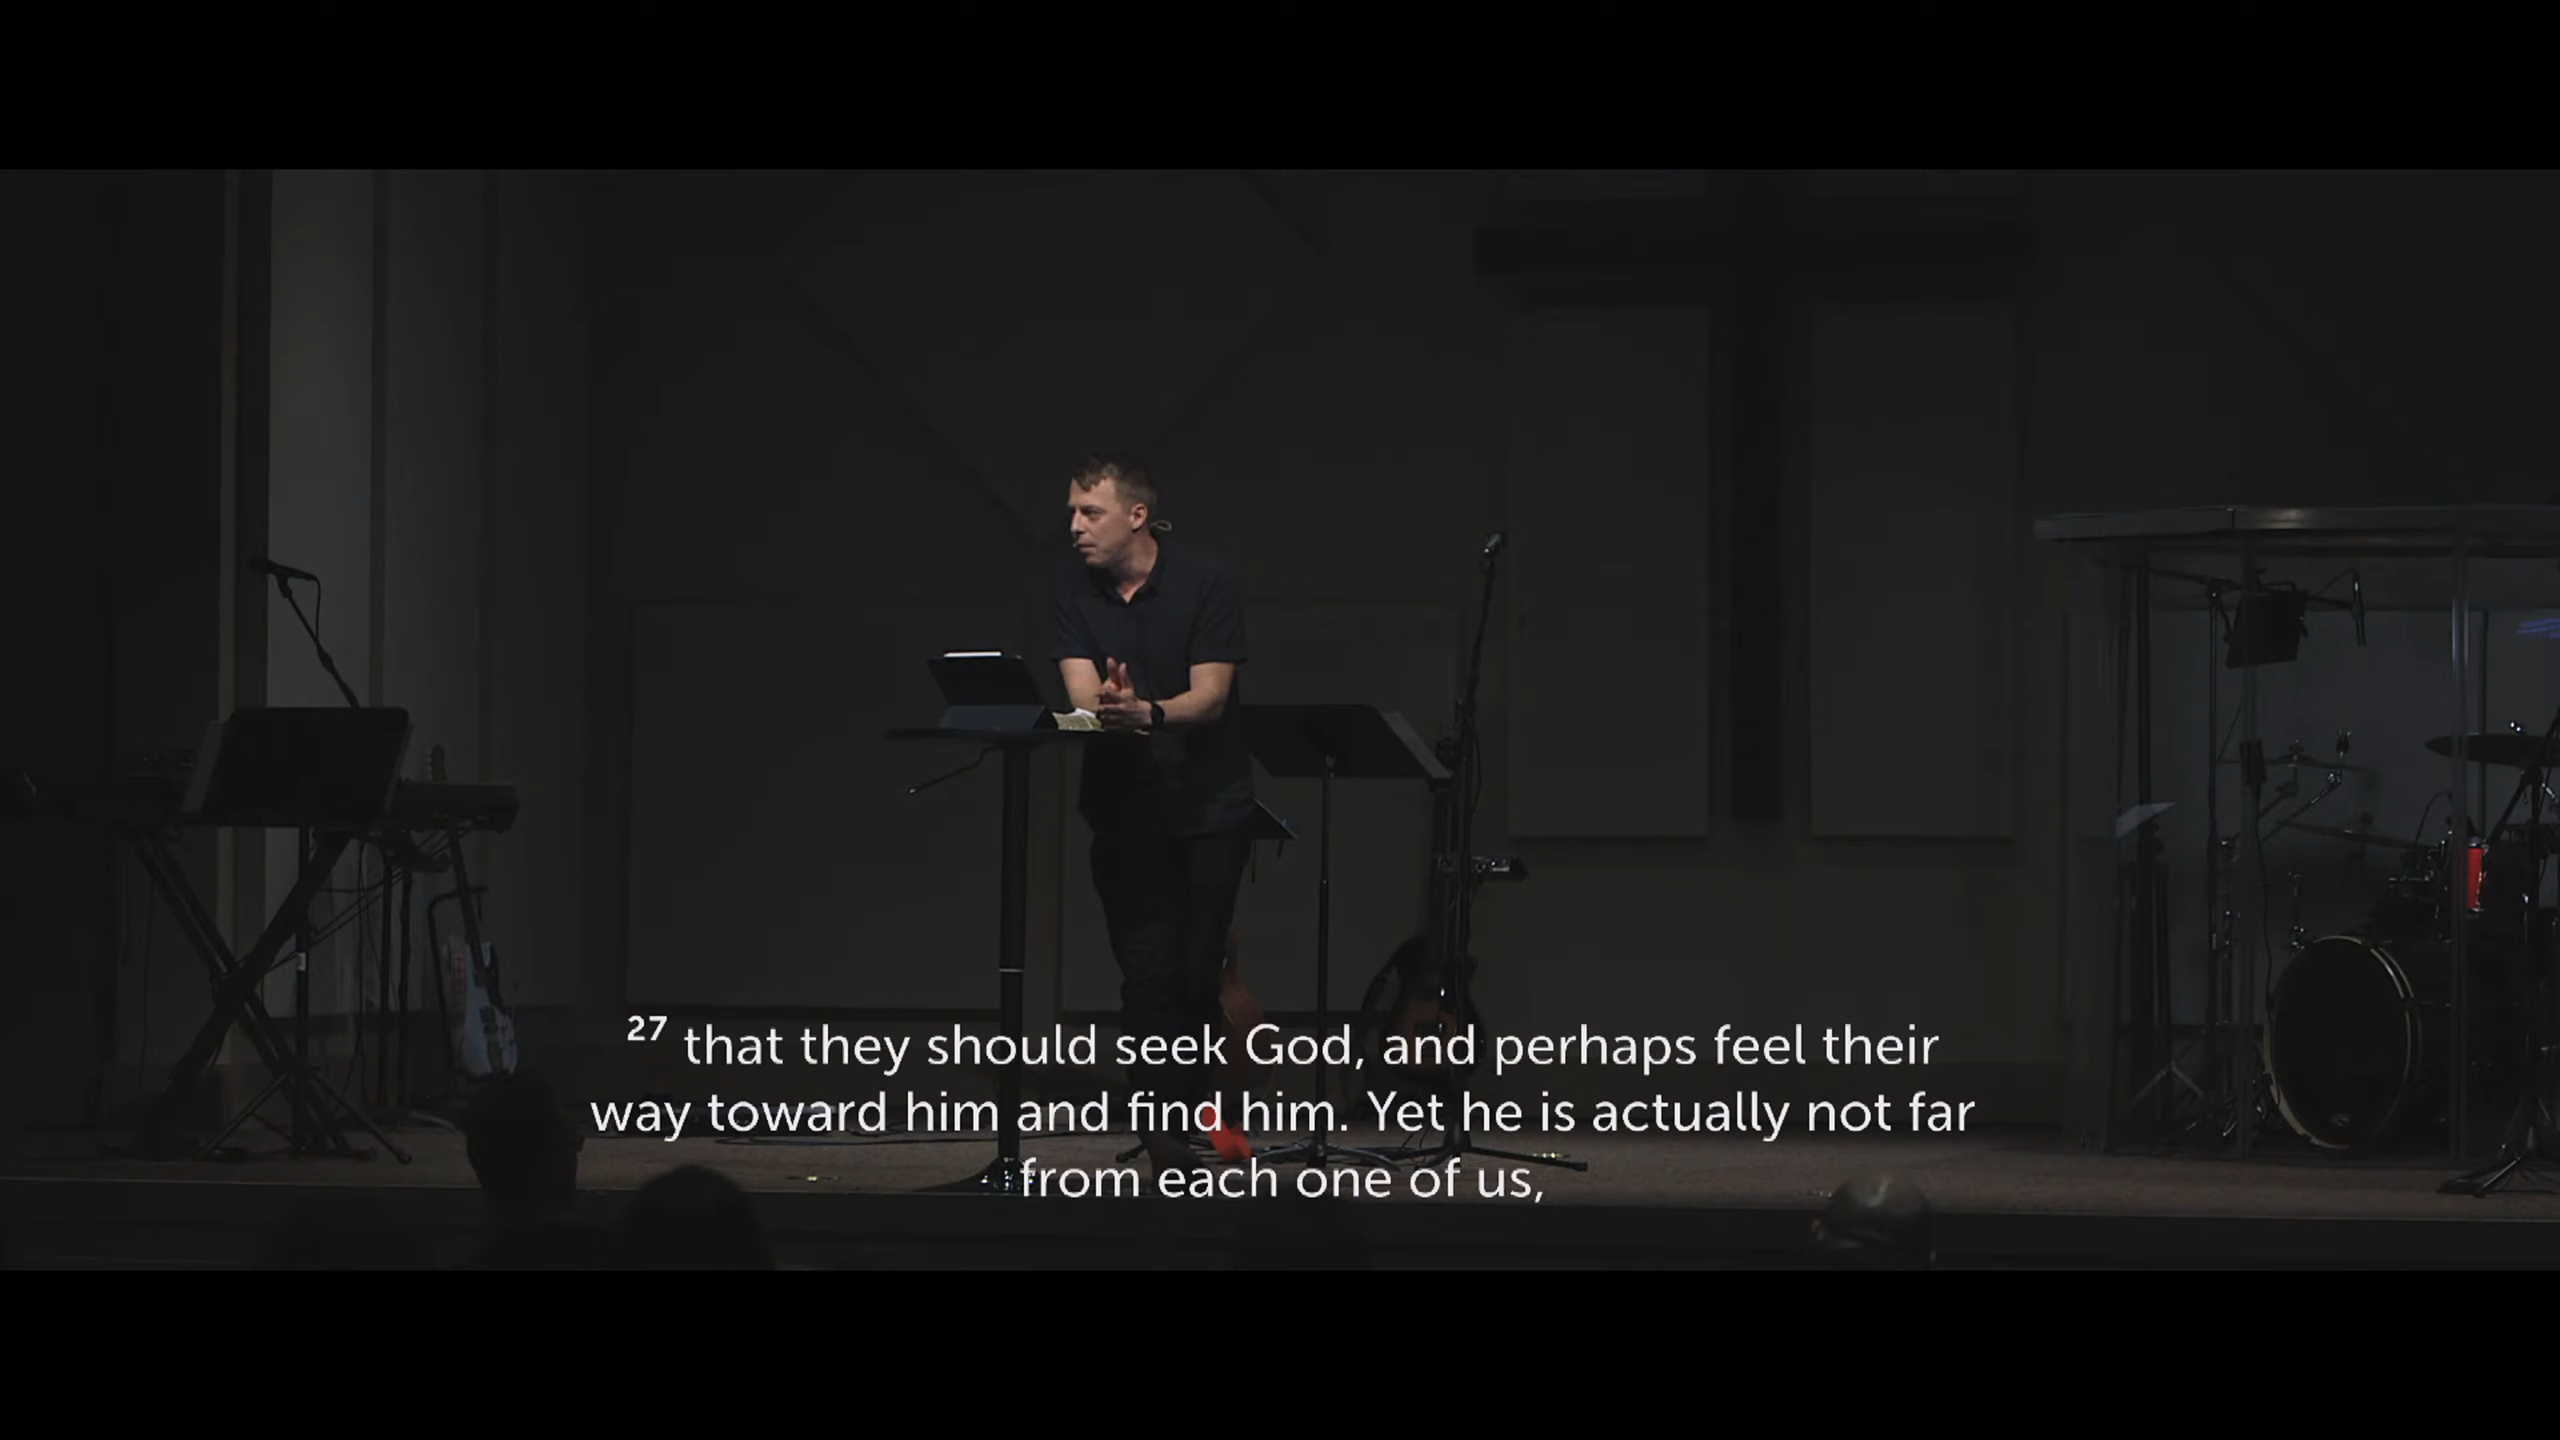 27 that they should seek God, and perhaps feel their
way toward him and find him. Yet he is actually not far
from each one of us,